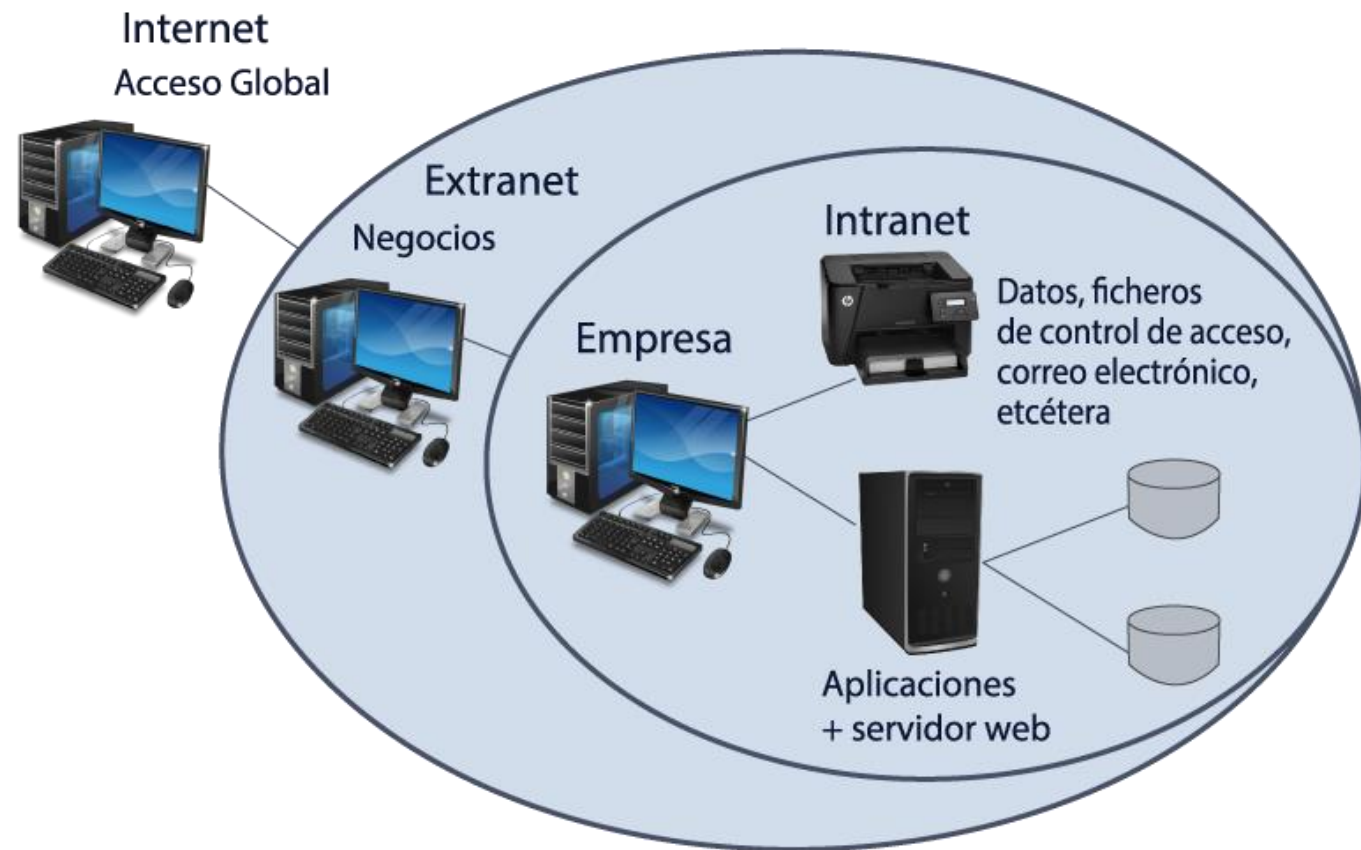 Internet
Acceso Global
Extranet
Negocios
Intranet
Datos, ficheros
de control de acceso,
correo electrónico,
etcétera
Empresa
Aplicaciones
+ servidor web
hp